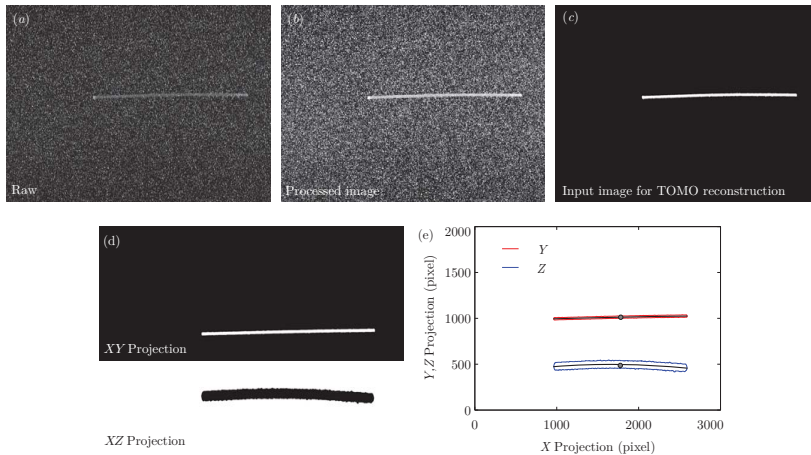 (a)
Raw
(b)
Processed image
(c)
Input image for TOMO reconstruction
(d)
XY Projection
XZ Projection
(e)
2000
1500
1000
500
0
Y,Z Projection (pixel)
Y
Z
0
1000
2000
3000
X Projection (pixel)